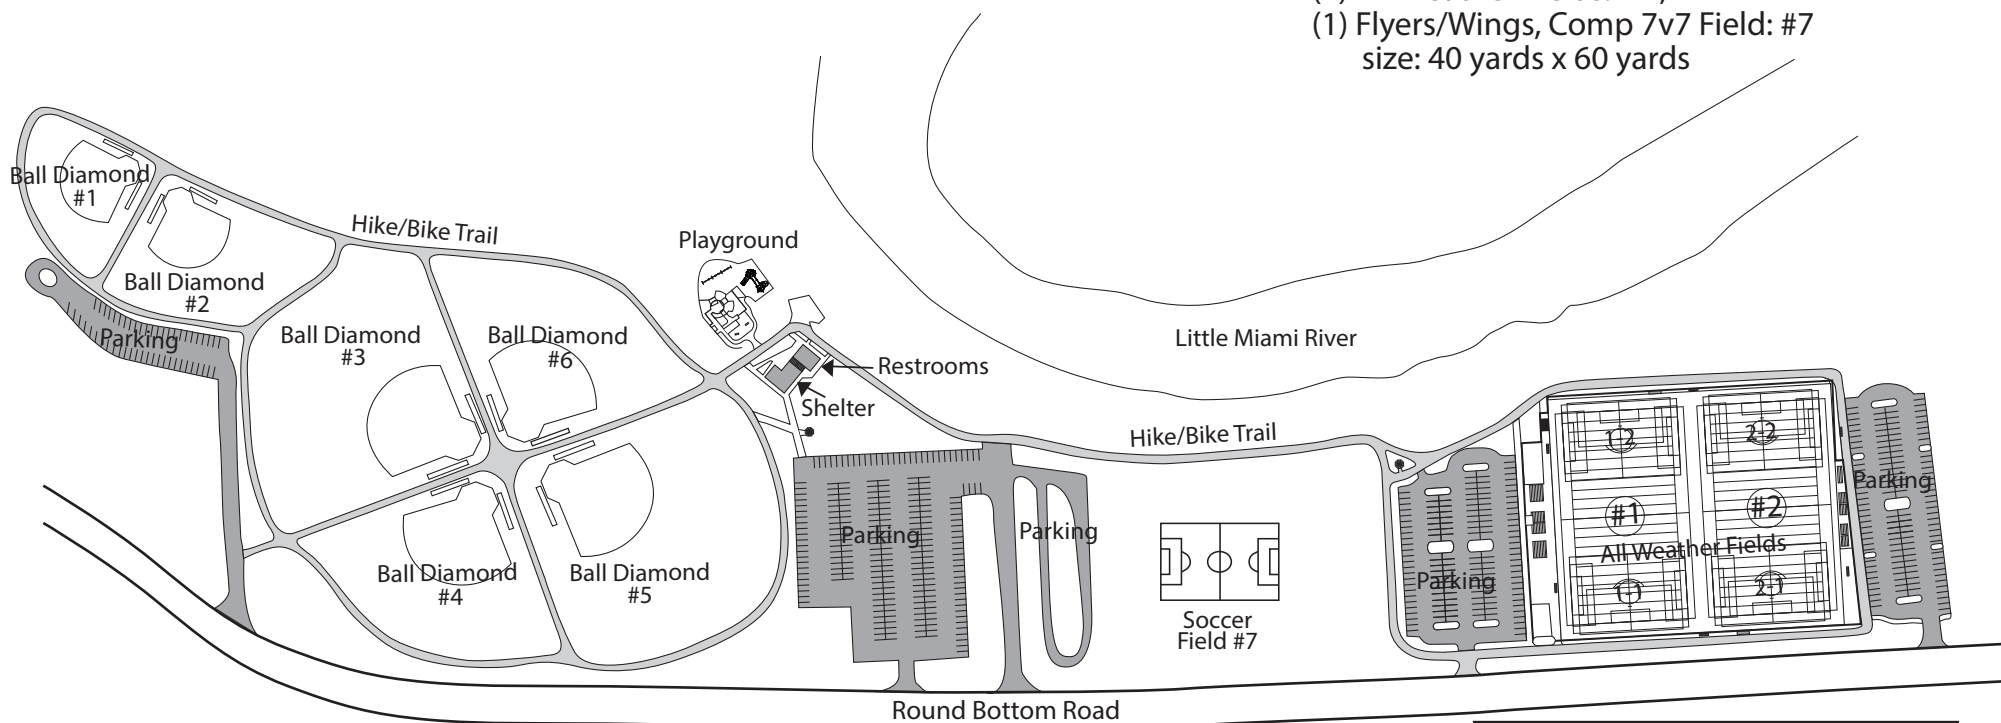 (1) Flyers/Wings, Comp 7v7 Field: #7
size: 40 yards x 60 yards
Ball Diamond
#1
Hike/Bike Trail
Playground
Ball Diamond
#2
Parking
Ball Diamond
#3
Ball Diamond
#6
Little Miami River
Restrooms
Shelter
Hike/Bike Trail
1-2
2-2
Parking
#1
#2
All Weather Fields
Parking
Parking
Ball Diamond
#4
Ball Diamond
#5
Parking
1-1
2-1
Soccer
Field #7
Round Bottom Road